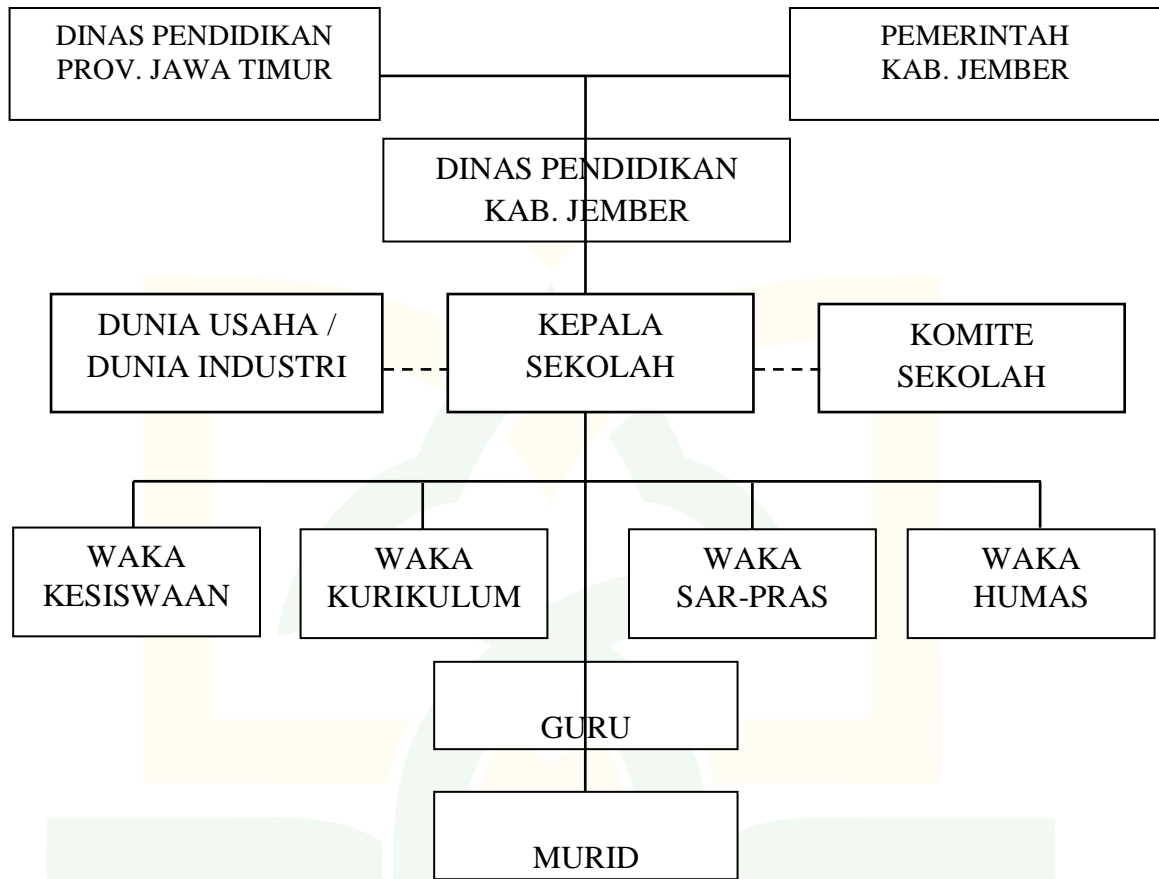 DINAS PENDIDIKAN
PROV. JAWA TIMUR
PEMERINTAH
KAB. JEMBER
DINAS PENDIDIKAN
KAB. JEMBER
DUNIA USAHA /
DUNIA INDUSTRI
KEPALA
SEKOLAH
KOMITE
SEKOLAH
WAKA
KESISWAAN
WAKA
KURIKULUM
WAKA
SAR-PRAS
WAKA
HUMAS
GURU
MURID